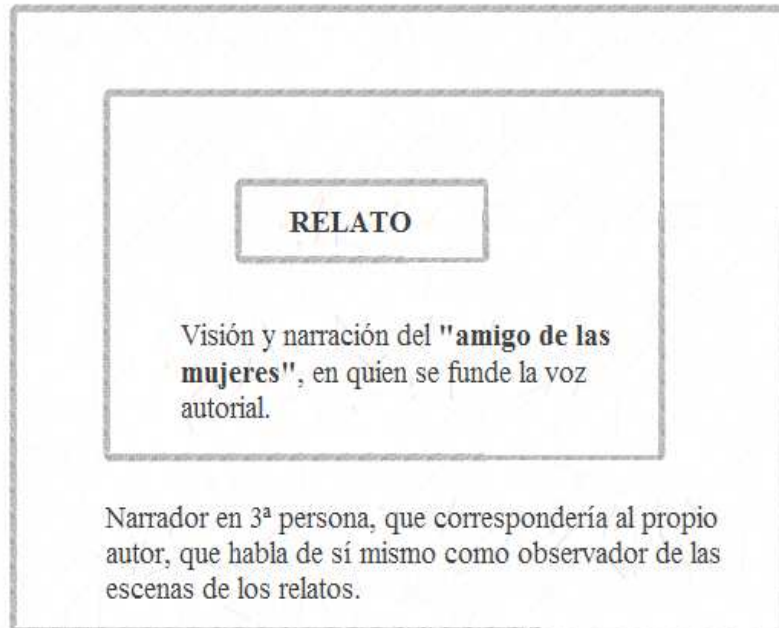 RELATO
Visión y narración del "amigo de las
mujeres", en quien se funde la voz
autorial.
Narrador en 3ª persona, que correspondería al propio
autor, que habla de sí mismo como observador de las
escenas de los relatos.